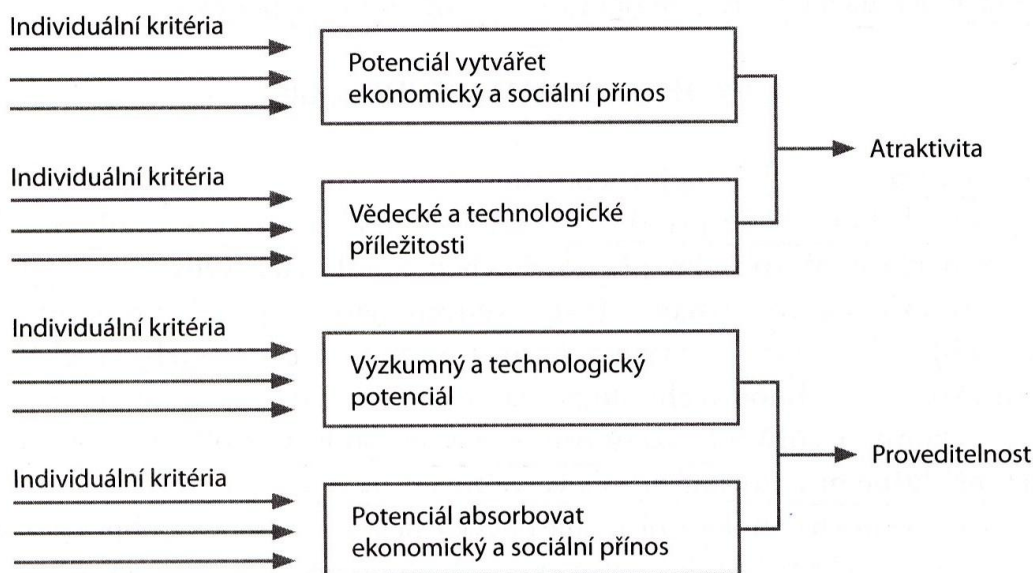 Individuální kritéria
Potenciál vytvářet
ekonomický a sociální přínos
Atraktivita
Individuální kritéria
Vědecké a technologické
příležitosti
Individuální kritéria
Výzkumný a technologický
potenciál
Proveditelnost
Individuální kritéria
Potenciál absorbovat
ekonomický a sociální přínos